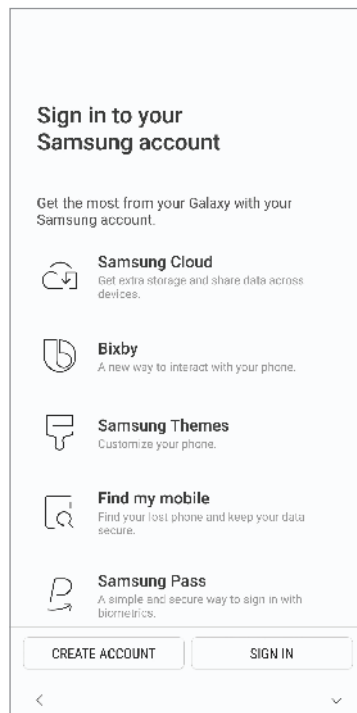 Sign in to your
Samsung account
Get the most from your Galaxy with your
Samsung account.
Samsung Cloud
Get extra storage and share data across
devices.
Bixby
A new way to interact with your phone.
Samsung Themes
Customize your phone.
Find my mobile
Find your lost phone and keep your data
secure.
Samsung Pass
A simple and secure way to sign in with
biometrics.
CREATE ACCOUNT
SIGN IN